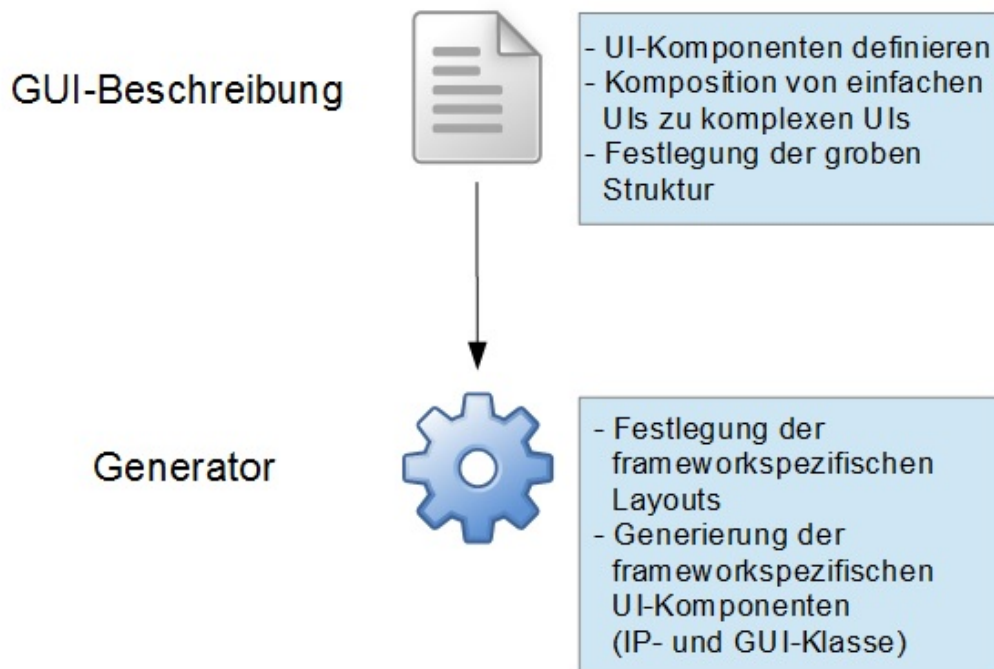 GUI-Beschreibung
- UI-Komponenten definieren
- Komposition von einfachen
UIs zu komplexen UIs
- Festlegung der groben
Struktur
Generator
- Festlegung der
frameworkspezifischen
Layouts
- Generierung der
frameworkspezifischen
UI-Komponenten
(IP- und GUI-Klasse)